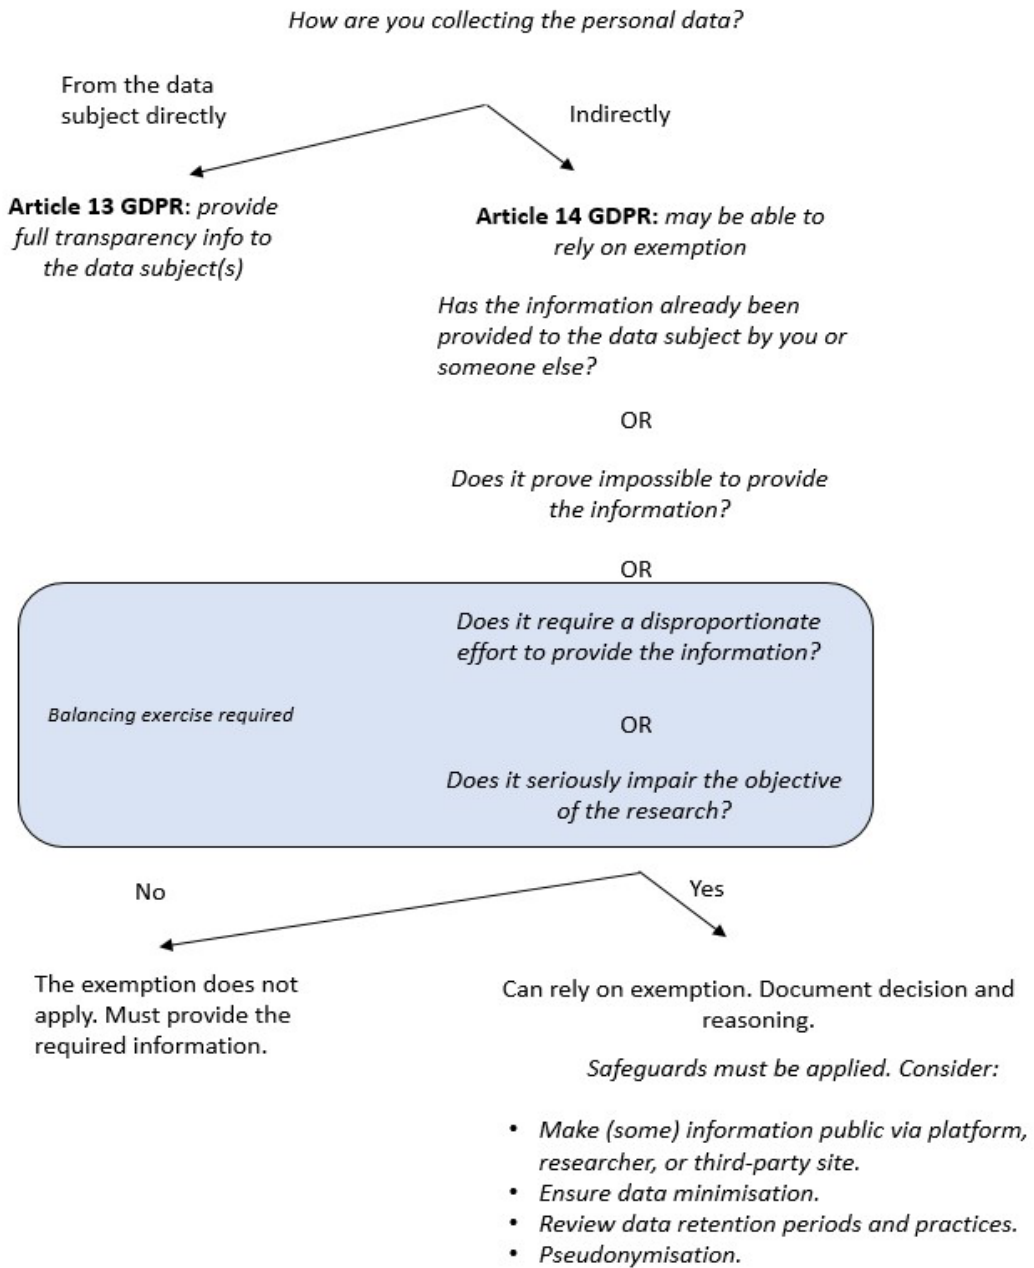 How are you collecting the personal data?
From the data
subject directly
Indirectly
Article 13 GDPR: provide
full transparency info to
the data subject(s)
Article 14 GDPR: may be able to
rely on exemption
Has the information already been
provided to the data subject by you or
someone else?
OR
Does it prove impossible to provide
the information?
OR
Does it require a disproportionate
effort to provide the information?
Balancing exercise required
OR
Does it seriously impair the objective
of the research?
No
Yes
The exemption does not
apply. Must provide the
required information.
Can rely on exemption. Document decision and
reasoning.
Safeguards must be applied. Consider:
• Make (some) information public via platform,
researcher, or third-party site.
• Ensure data minimisation.
• Review data retention periods and practices.
• Pseudonymisation.